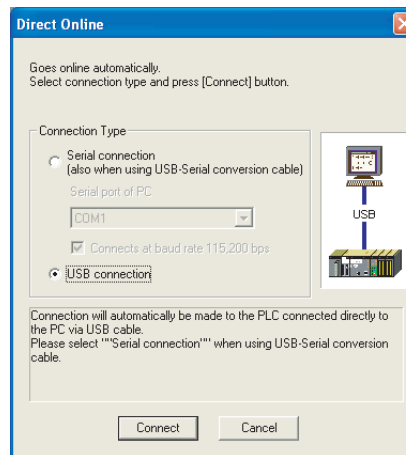 Direct Online
Goes online automatically.
Select connection type and press [Connect] button.
Connection Type
Serial connection
(also when using USB-Serial conversion cable)
Serial port of PC
COM1
Connects at baud rate 115,200 bps
USB connection
USB
Connection will automatically be made to the PLC connected directly to
the PC via USB cable.
Please select ""Serial connection"" when using USB-Serial conversion
cable.
Connect
Cancel